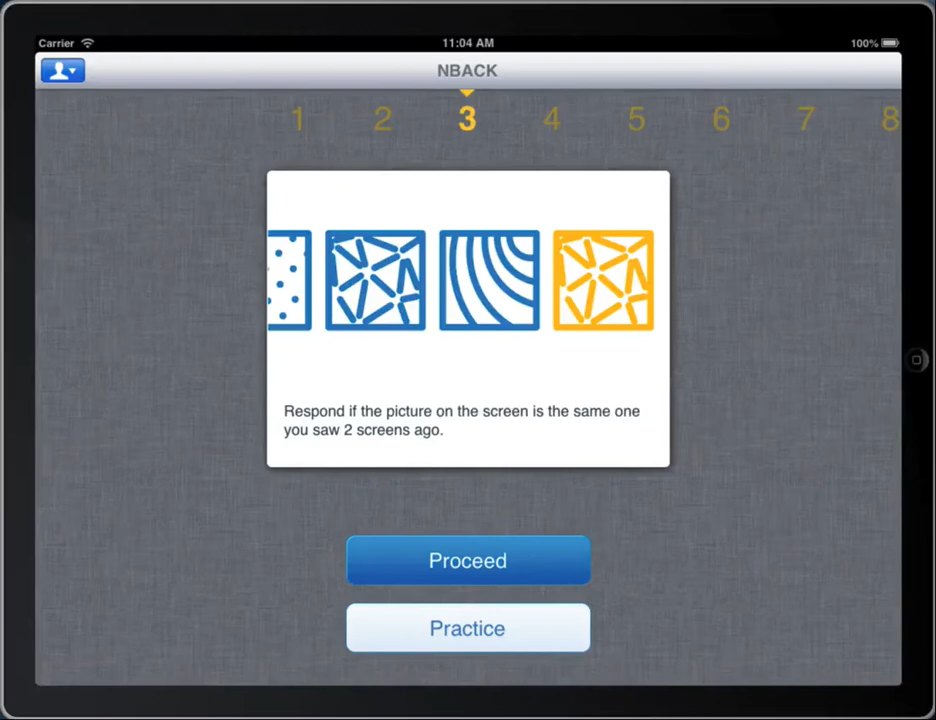 Carrier 11:04 AM 100%
NBACK
1 2 3 4 5 6 7 8
Respond if the picture on the screen is the same one
you saw 2 screens ago.
Proceed
Practice